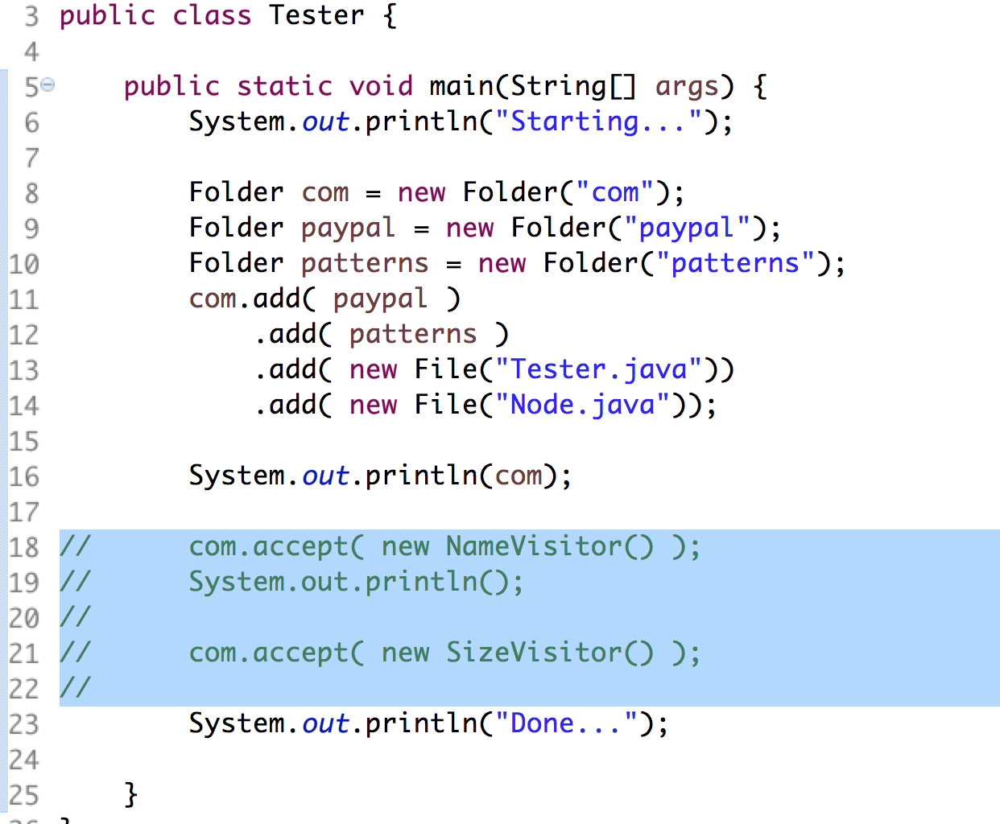 3 public class Tester {
4
5 public static void main(String[] args) {
6 System.out.println("Starting...");
7
8 Folder com = new Folder("com");
9 Folder paypal = new Folder("paypal");
10 Folder patterns = new Folder("patterns");
11 com.add( paypal )
12 .add( patterns )
13 .add( new File("Tester.java"))
14 .add( new File("Node.java"));
15
16 System.out.println(com);
17
18 // com.accept( new NameVisitor() );
19 // System.out.println();
20 //
21 // com.accept( new SizeVisitor() );
22 //
23 System.out.println("Done...");
24
25 }